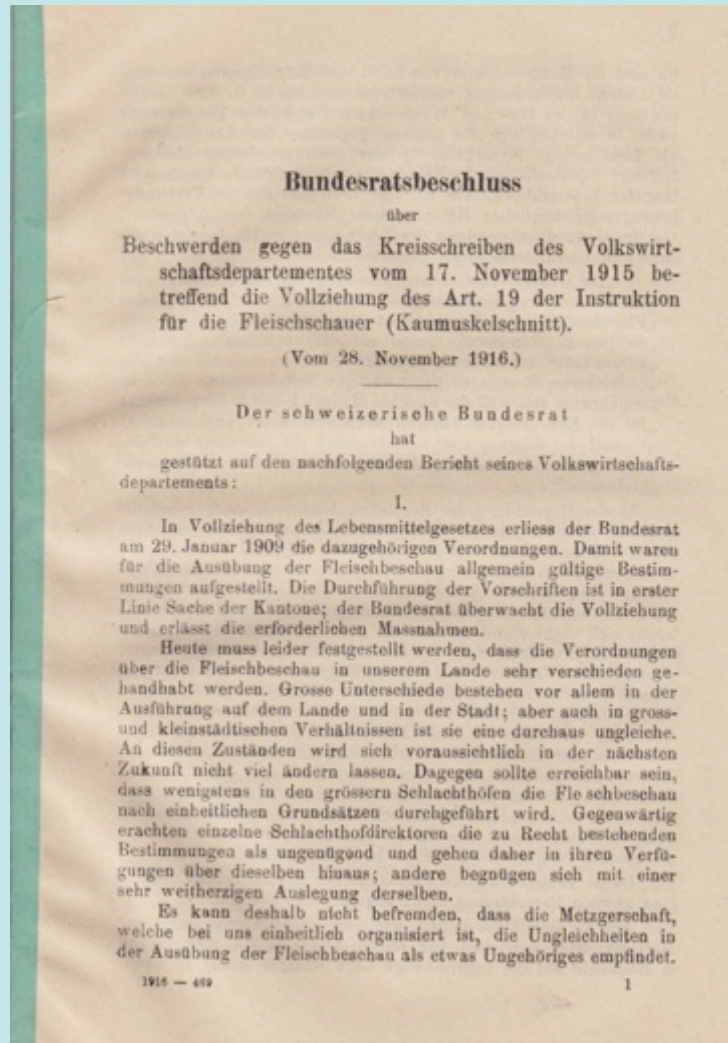 Bundesratsbeschluss
über
Beschwerden gegen das Kreisschreiben des Volkswirt-
schaftsdepartementes vom 17. November 1915 be-
treffend die Vollziehung des Art. 19 der Instruktion
für die Fleischschauer (Kaumuskelschnitt).
(Vom 28. November 1916.)
Der schweizerische Bundesrat
hat
gestützt auf den nachfolgenden Bericht seines Volkswirtschafts-
departements:
I.
In Vollziehung des Lebensmittelgesetzes erliess der Bundesrat
am 29. Januar 1909 die dazugehörigen Verordnungen. Damit waren
für die Ausübung der Fleischbeschau allgemein gültige Bestim-
mungen aufgestellt. Die Durchführung der Vorschriften ist in erster
Linie Sache der Kantone; der Bundesrat überwacht die Vollziehung
und erlässt die erforderlichen Massnahmen.
Heute muss leider festgestellt werden, dass die Verordnungen
über die Fleischbeschau in unserem Lande sehr verschieden ge-
handhabt werden. Grosse Unterschiede bestehen vor allem in der
Ausführung auf dem Lande und in der Stadt; aber auch in gross-
und kleinstädtischen Verhältnissen ist sie eine durchaus ungleiche.
An diesen Zuständen wird sich voraussichtlich in der nächsten
Zukunft nicht viel ändern lassen. Dagegen sollte erreichbar sein,
dass wenigstens in den grössern Schlachthöfen die Fle schbeschau
nach einheitlichen Grundsätzen durchgeführt wird. Gegenwärtig
erachten einzelne Schlachthofdirektoren die zu Recht bestehenden
Bestimmungen als ungenügend und gehen daher in ihren Verfü-
gungen über dieselben hinaus; andere begnügen sich mit einer
sehr weitherzigen Auslegung derselben.
Es kann deshalb nicht befremden, dass die Metzgerschaft,
welche bei uns einheitlich organisiert ist, die Ungleichheiten in
der Ausübung der Fleischbeschau als etwas Ungehöriges empfindet.
1916 — 469
1